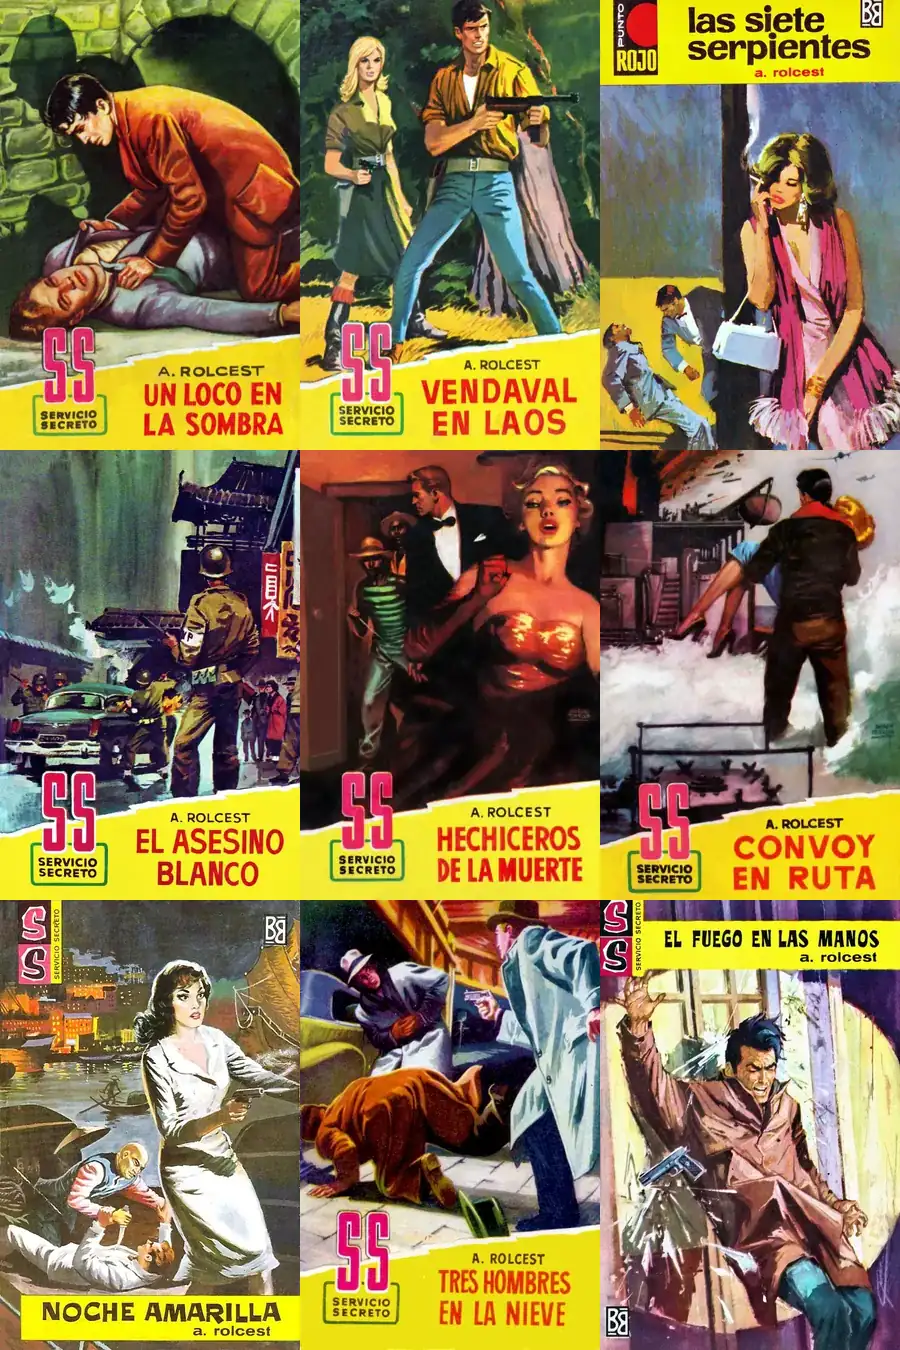 SS
SERVICIO
SECRETO
A. ROLCEST
UN LOCO EN
LA SOMBRA
SS
SERVICIO
SECRETO
A. ROLCEST
VENDAVAL
EN LAOS
PUNTO
ROJO
las siete
serpientes
a. rolcest
B
SS
SERVICIO
SECRETO
A. ROLCEST
EL ASESINO
BLANCO
SS
SERVICIO
SECRETO
A. ROLCEST
HECHICEROS
DE LA MUERTE
SS
SERVICIO
SECRETO
A. ROLCEST
CONVOY
EN RUTA
S
S
SERVICIO SECRETO
B
NOCHE AMARILLA
a. rolcest
SS
SERVICIO
SECRETO
A. ROLCEST
TRES HOMBRES
EN LA NIEVE
S
S
SERVICIO SECRETO
EL FUEGO EN LAS MANOS
a. rolcest
B